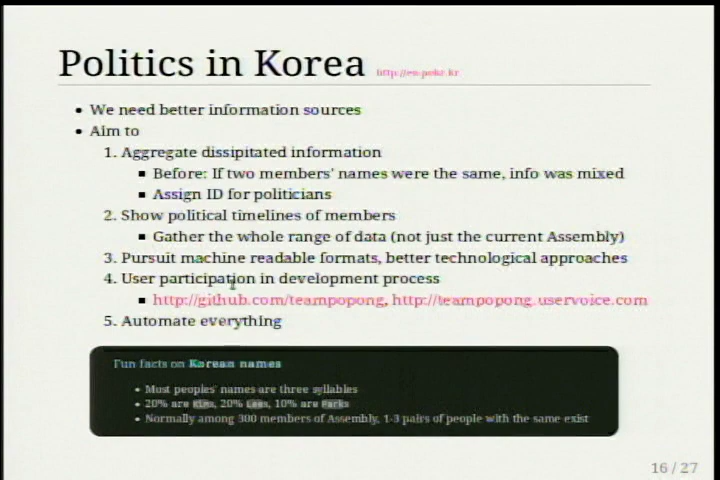 Politics in Korea http://en.pokr.kr
• We need better information sources
• Aim to
1. Aggregate dissipitated information
▪ Before: If two members' names were the same, info was mixed
▪ Assign ID for politicians
2. Show political timelines of members
▪ Gather the whole range of data (not just the current Assembly)
3. Pursuit machine readable formats, better technological approaches
4. User participation in development process
▪ http://github.com/teampopong, http://teampopong.uservoice.com
5. Automate everything
Fun facts on Korean names
• Most peoples' names are three syllables
• 20% are Kims, 20% Lees, 10% are Parks
• Normally among 300 members of Assembly, 1-3 pairs of people with the same exist
16 / 27